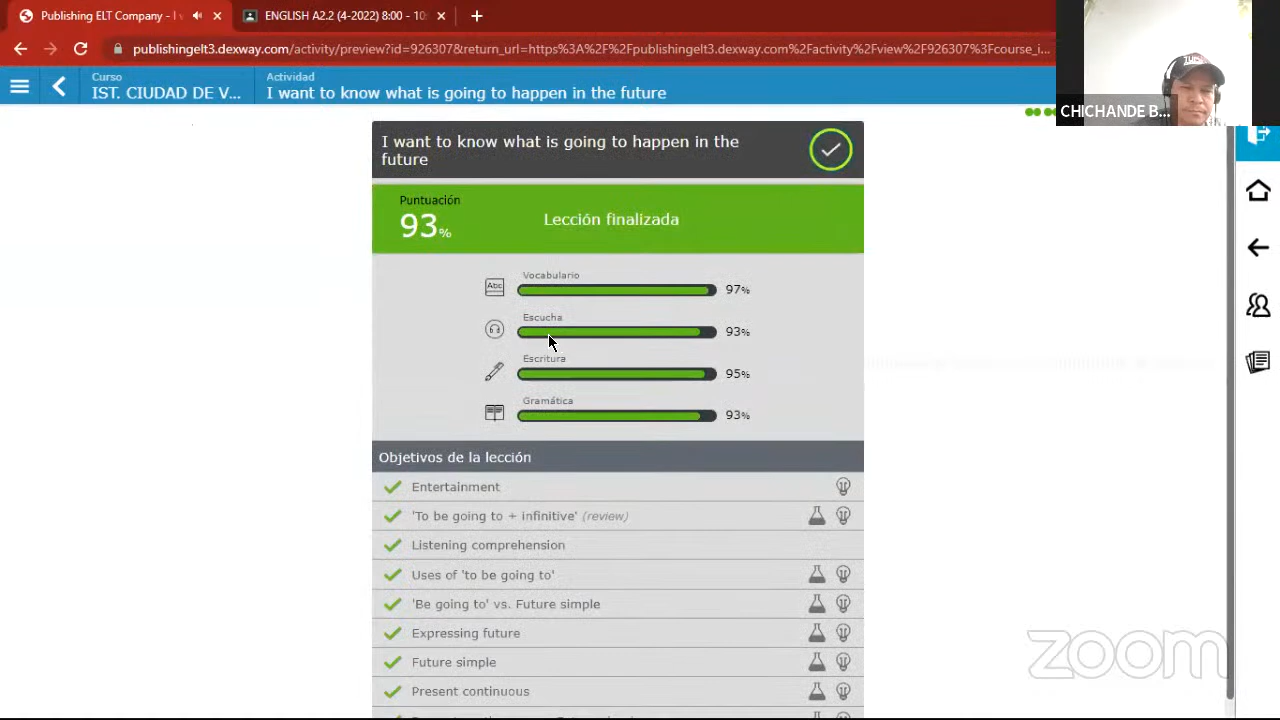 Publishing ELT Company - I v
ENGLISH A2.2 (4-2022) 8:00 - 10:
publishingelt3.dexway.com/activity/preview?id=926307&return_url=https%3A%2F%2Fpublishingelt3.dexway.com%2Factivity%2Fview%2F926307%3Fcourse_i...
Curso
IST. CIUDAD DE V...
Actividad
I want to know what is going to happen in the future
CHICHANDE B...
I want to know what is going to happen in the
future
Puntuación
93%
Lección finalizada
Abc
Vocabulario
97%
Escucha
93%
Escritura
95%
Gramática
93%
Objetivos de la lección
Entertainment
'To be going to + infinitive' (review)
Listening comprehension
Uses of 'to be going to'
'Be going to' vs. Future simple
Expressing future
Future simple
Present continuous
zoom